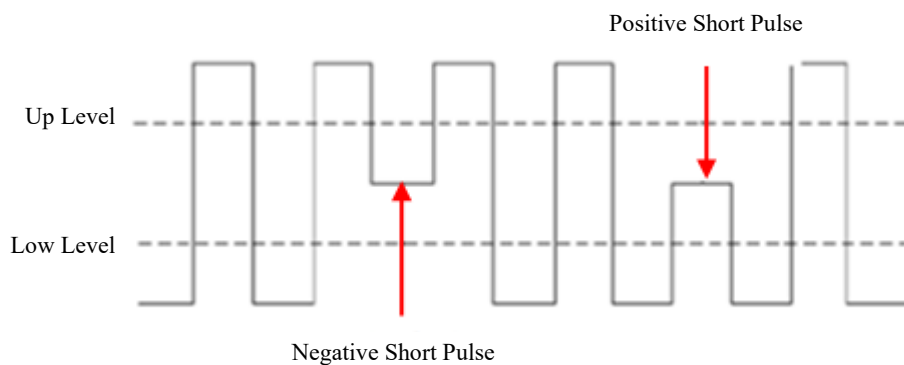 Positive Short Pulse
Up Level
Low Level
Negative Short Pulse